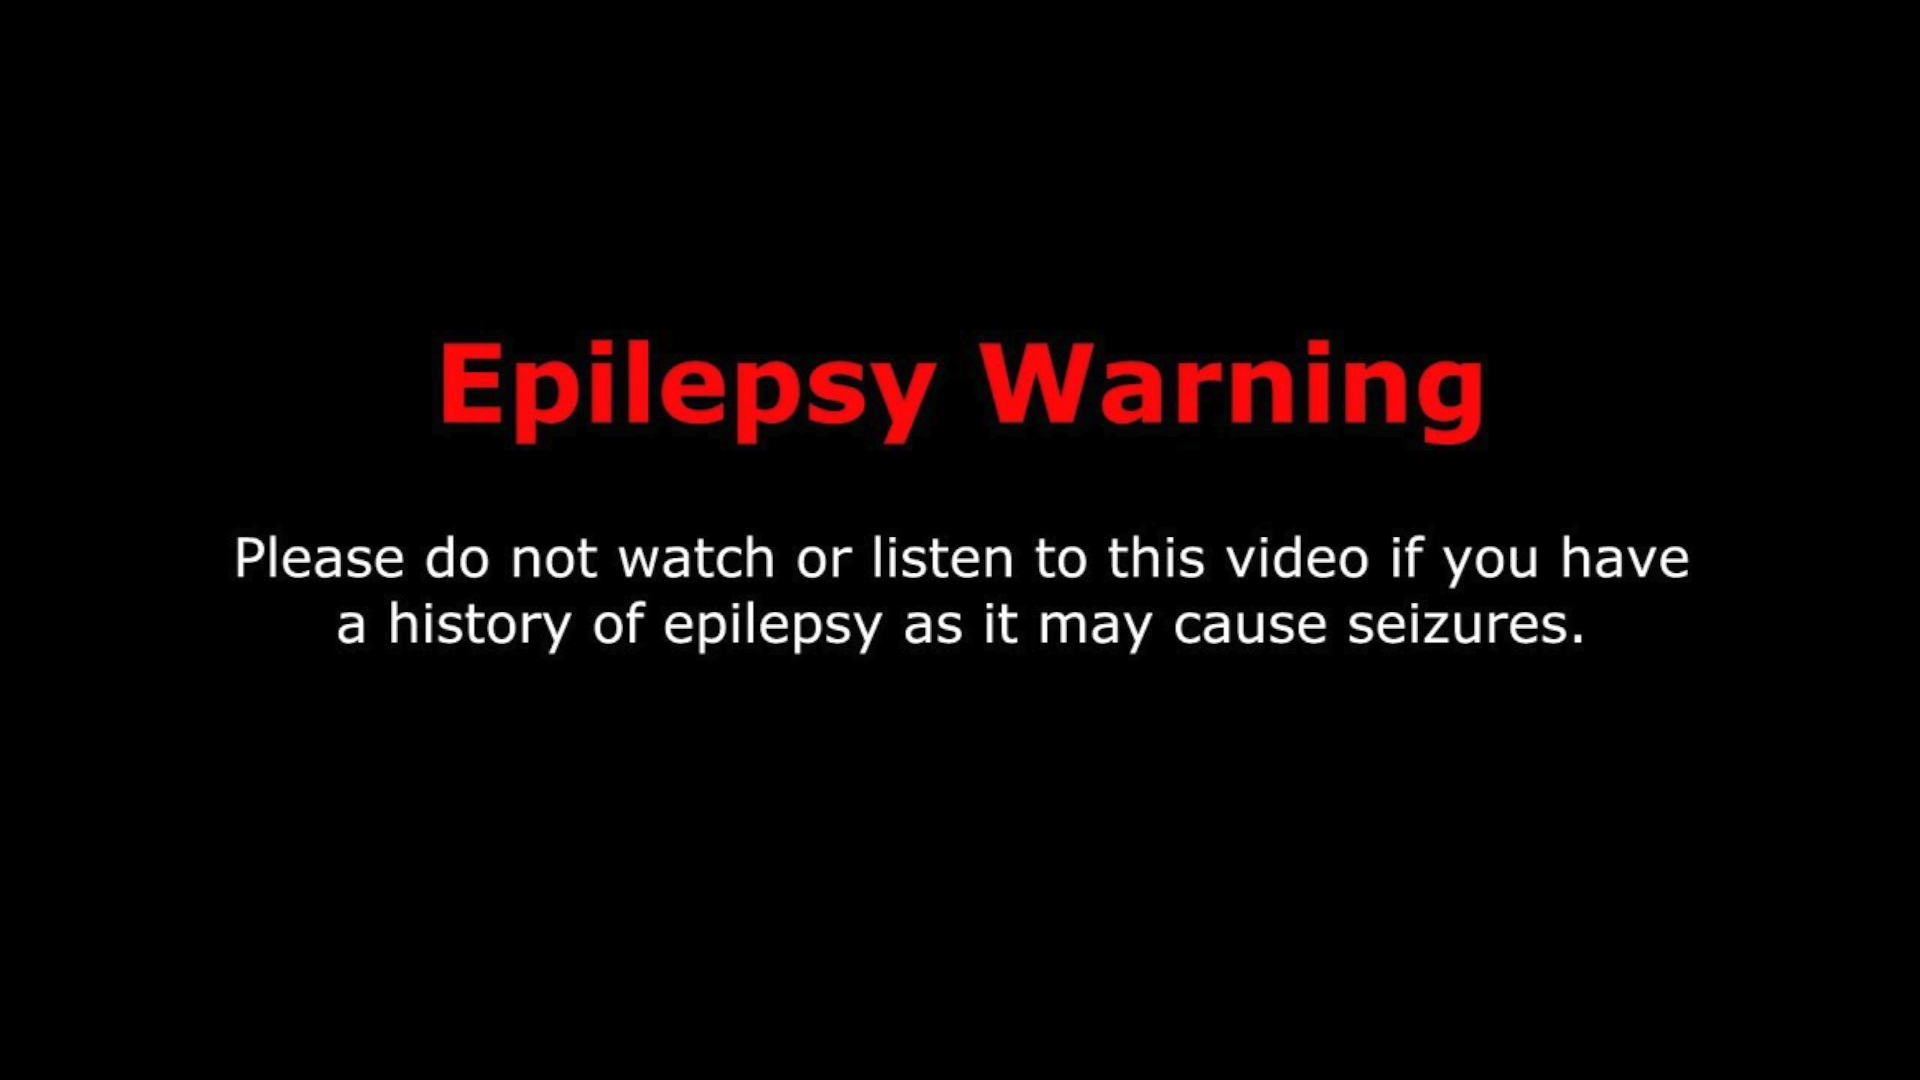 Epilepsy Warning
Please do not watch or listen to this video if you have
a history of epilepsy as it may cause seizures.